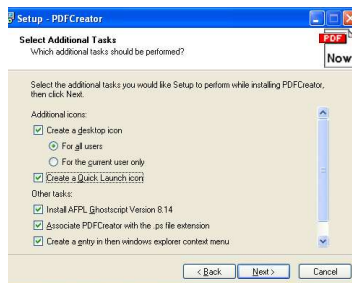 Setup - PDFCreator
Select Additional Tasks
Which additional tasks should be performed?
PDF
Now
Select the additional tasks you would like Setup to perform while installing PDFCreator,
then click Next.
Additional icons:
Create a desktop icon
For all users
For the current user only
Create a Quick Launch icon
Other tasks:
Install AFPL Ghostscript Version 8.14
Associate PDFCreator with the .ps file extension
Create a entry in then windows explorer context menu
< Back
Next >
Cancel